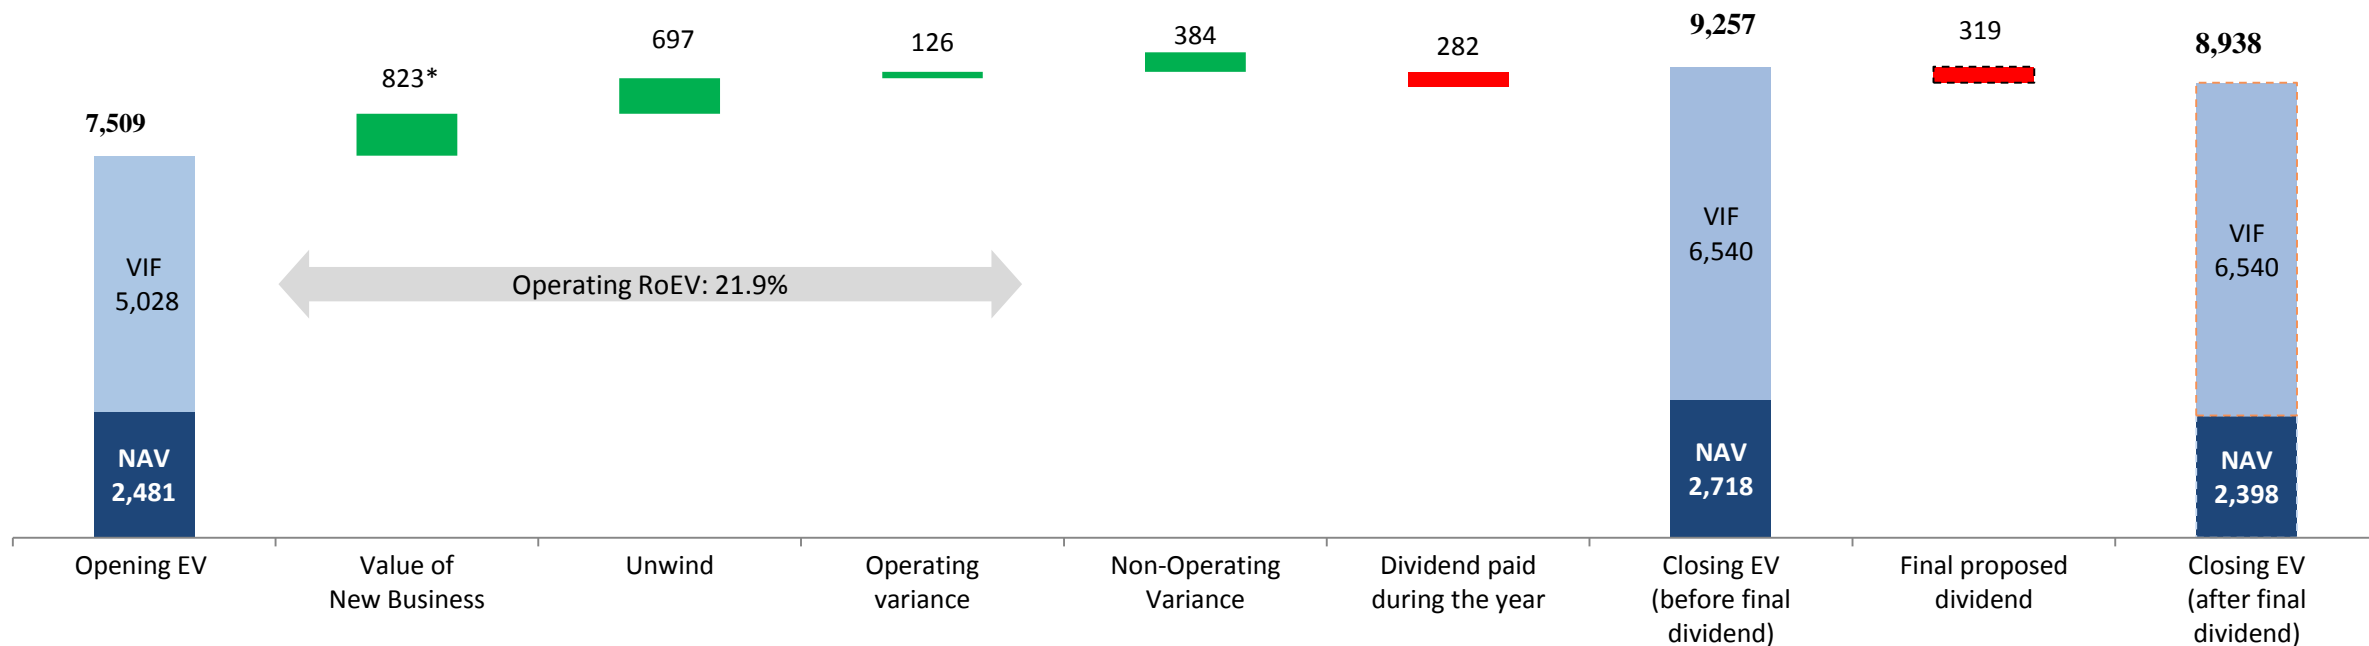 7,509
823*
697
126
384
282
9,257
319
8,938
VIF
5,028
NAV
2,481
Operating RoEV: 21.9%
VIF
6,540
NAV
2,718
VIF
6,540
NAV
2,398
Opening EV
Value of
New Business
Unwind
Operating
variance
Non-Operating
Variance
Dividend paid
during the year
Closing EV
(before final
dividend)
Final proposed
dividend
Closing EV
(after final
dividend)